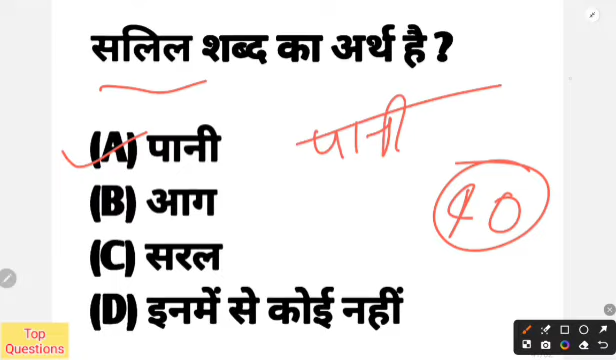 सलिल शब्द का अर्थ है ?
(A) पानी
पानी
(B) आग
(C) सरल
(D) इनमें से कोई नहीं
Top
Questions